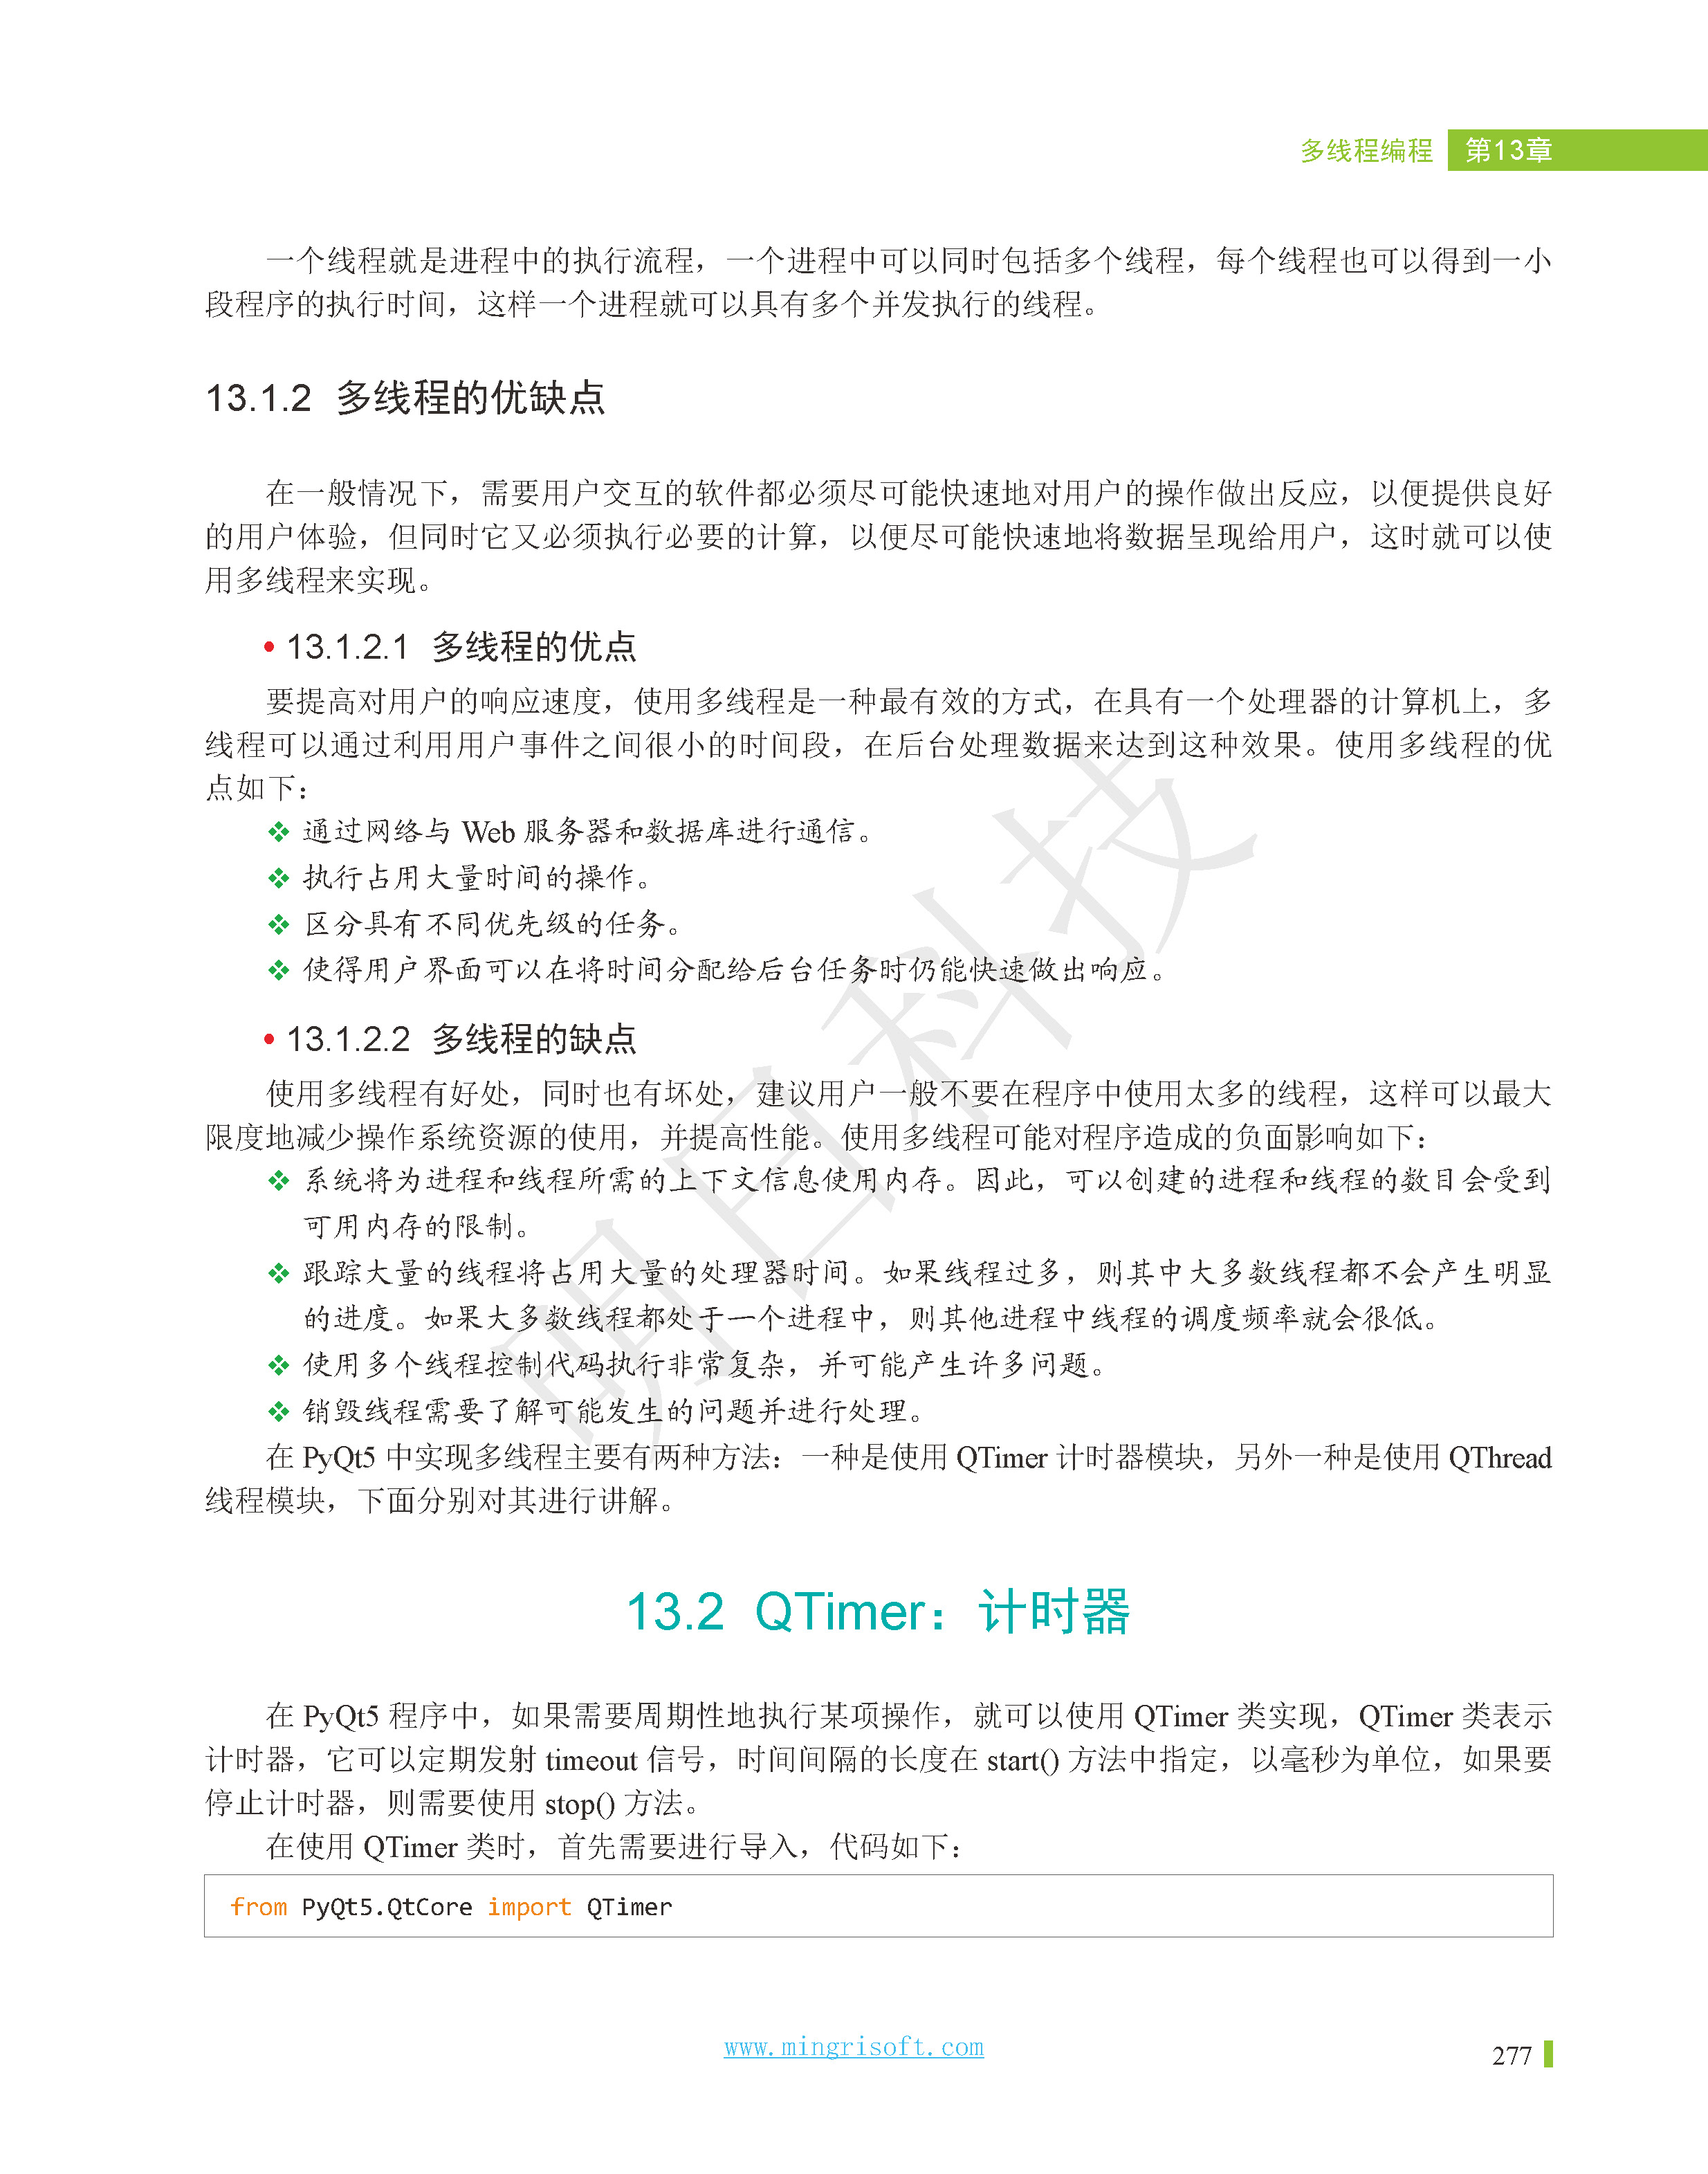 多线程编程 第13章
一个线程就是进程中的执行流程，一个进程中可以同时包括多个线程，每个线程也可以得到一小
段程序的执行时间，这样一个进程就可以具有多个并发执行的线程。
13.1.2 多线程的优缺点
在一般情况下，需要用户交互的软件都必须尽可能快速地对用户的操作做出反应，以便提供良好
的用户体验，但同时它又必须执行必要的计算，以便尽可能快速地将数据呈现给用户，这时就可以使
用多线程来实现。
• 13.1.2.1 多线程的优点
要提高对用户的响应速度，使用多线程是一种最有效的方式，在具有一个处理器的计算机上，多
线程可以通过利用用户事件之间很小的时间段，在后台处理数据来达到这种效果。使用多线程的优
点如下：
❖ 通过网络与 Web 服务器和数据库进行通信。
❖ 执行占用大量时间的操作。
❖ 区分具有不同优先级的任务。
❖ 使得用户界面可以在将时间分配给后台任务时仍能快速做出响应。
• 13.1.2.2 多线程的缺点
使用多线程有好处，同时也有坏处，建议用户一般不要在程序中使用太多的线程，这样可以最大
限度地减少操作系统资源的使用，并提高性能。使用多线程可能对程序造成的负面影响如下：
❖ 系统将为进程和线程所需的上下文信息使用内存。因此，可以创建的进程和线程的数目会受到
可用内存的限制。
❖ 跟踪大量的线程将占用大量的处理器时间。如果线程过多，则其中大多数线程都不会产生明显
的进度。如果大多数线程都处于一个进程中，则其他进程中线程的调度频率就会很低。
❖ 使用多个线程控制代码执行非常复杂，并可能产生许多问题。
❖ 销毁线程需要了解可能发生的问题并进行处理。
在 PyQt5 中实现多线程主要有两种方法：一种是使用 QTimer 计时器模块，另外一种是使用 QThread
线程模块，下面分别对其进行讲解。
13.2 QTimer：计时器
在 PyQt5 程序中，如果需要周期性地执行某项操作，就可以使用 QTimer 类实现，QTimer 类表示
计时器，它可以定期发射 timeout 信号，时间间隔的长度在 start() 方法中指定，以毫秒为单位，如果要
停止计时器，则需要使用 stop() 方法。
在使用 QTimer 类时，首先需要进行导入，代码如下：
from PyQt5.QtCore import QTimer
www.mingrisoft.com
277
明日科技